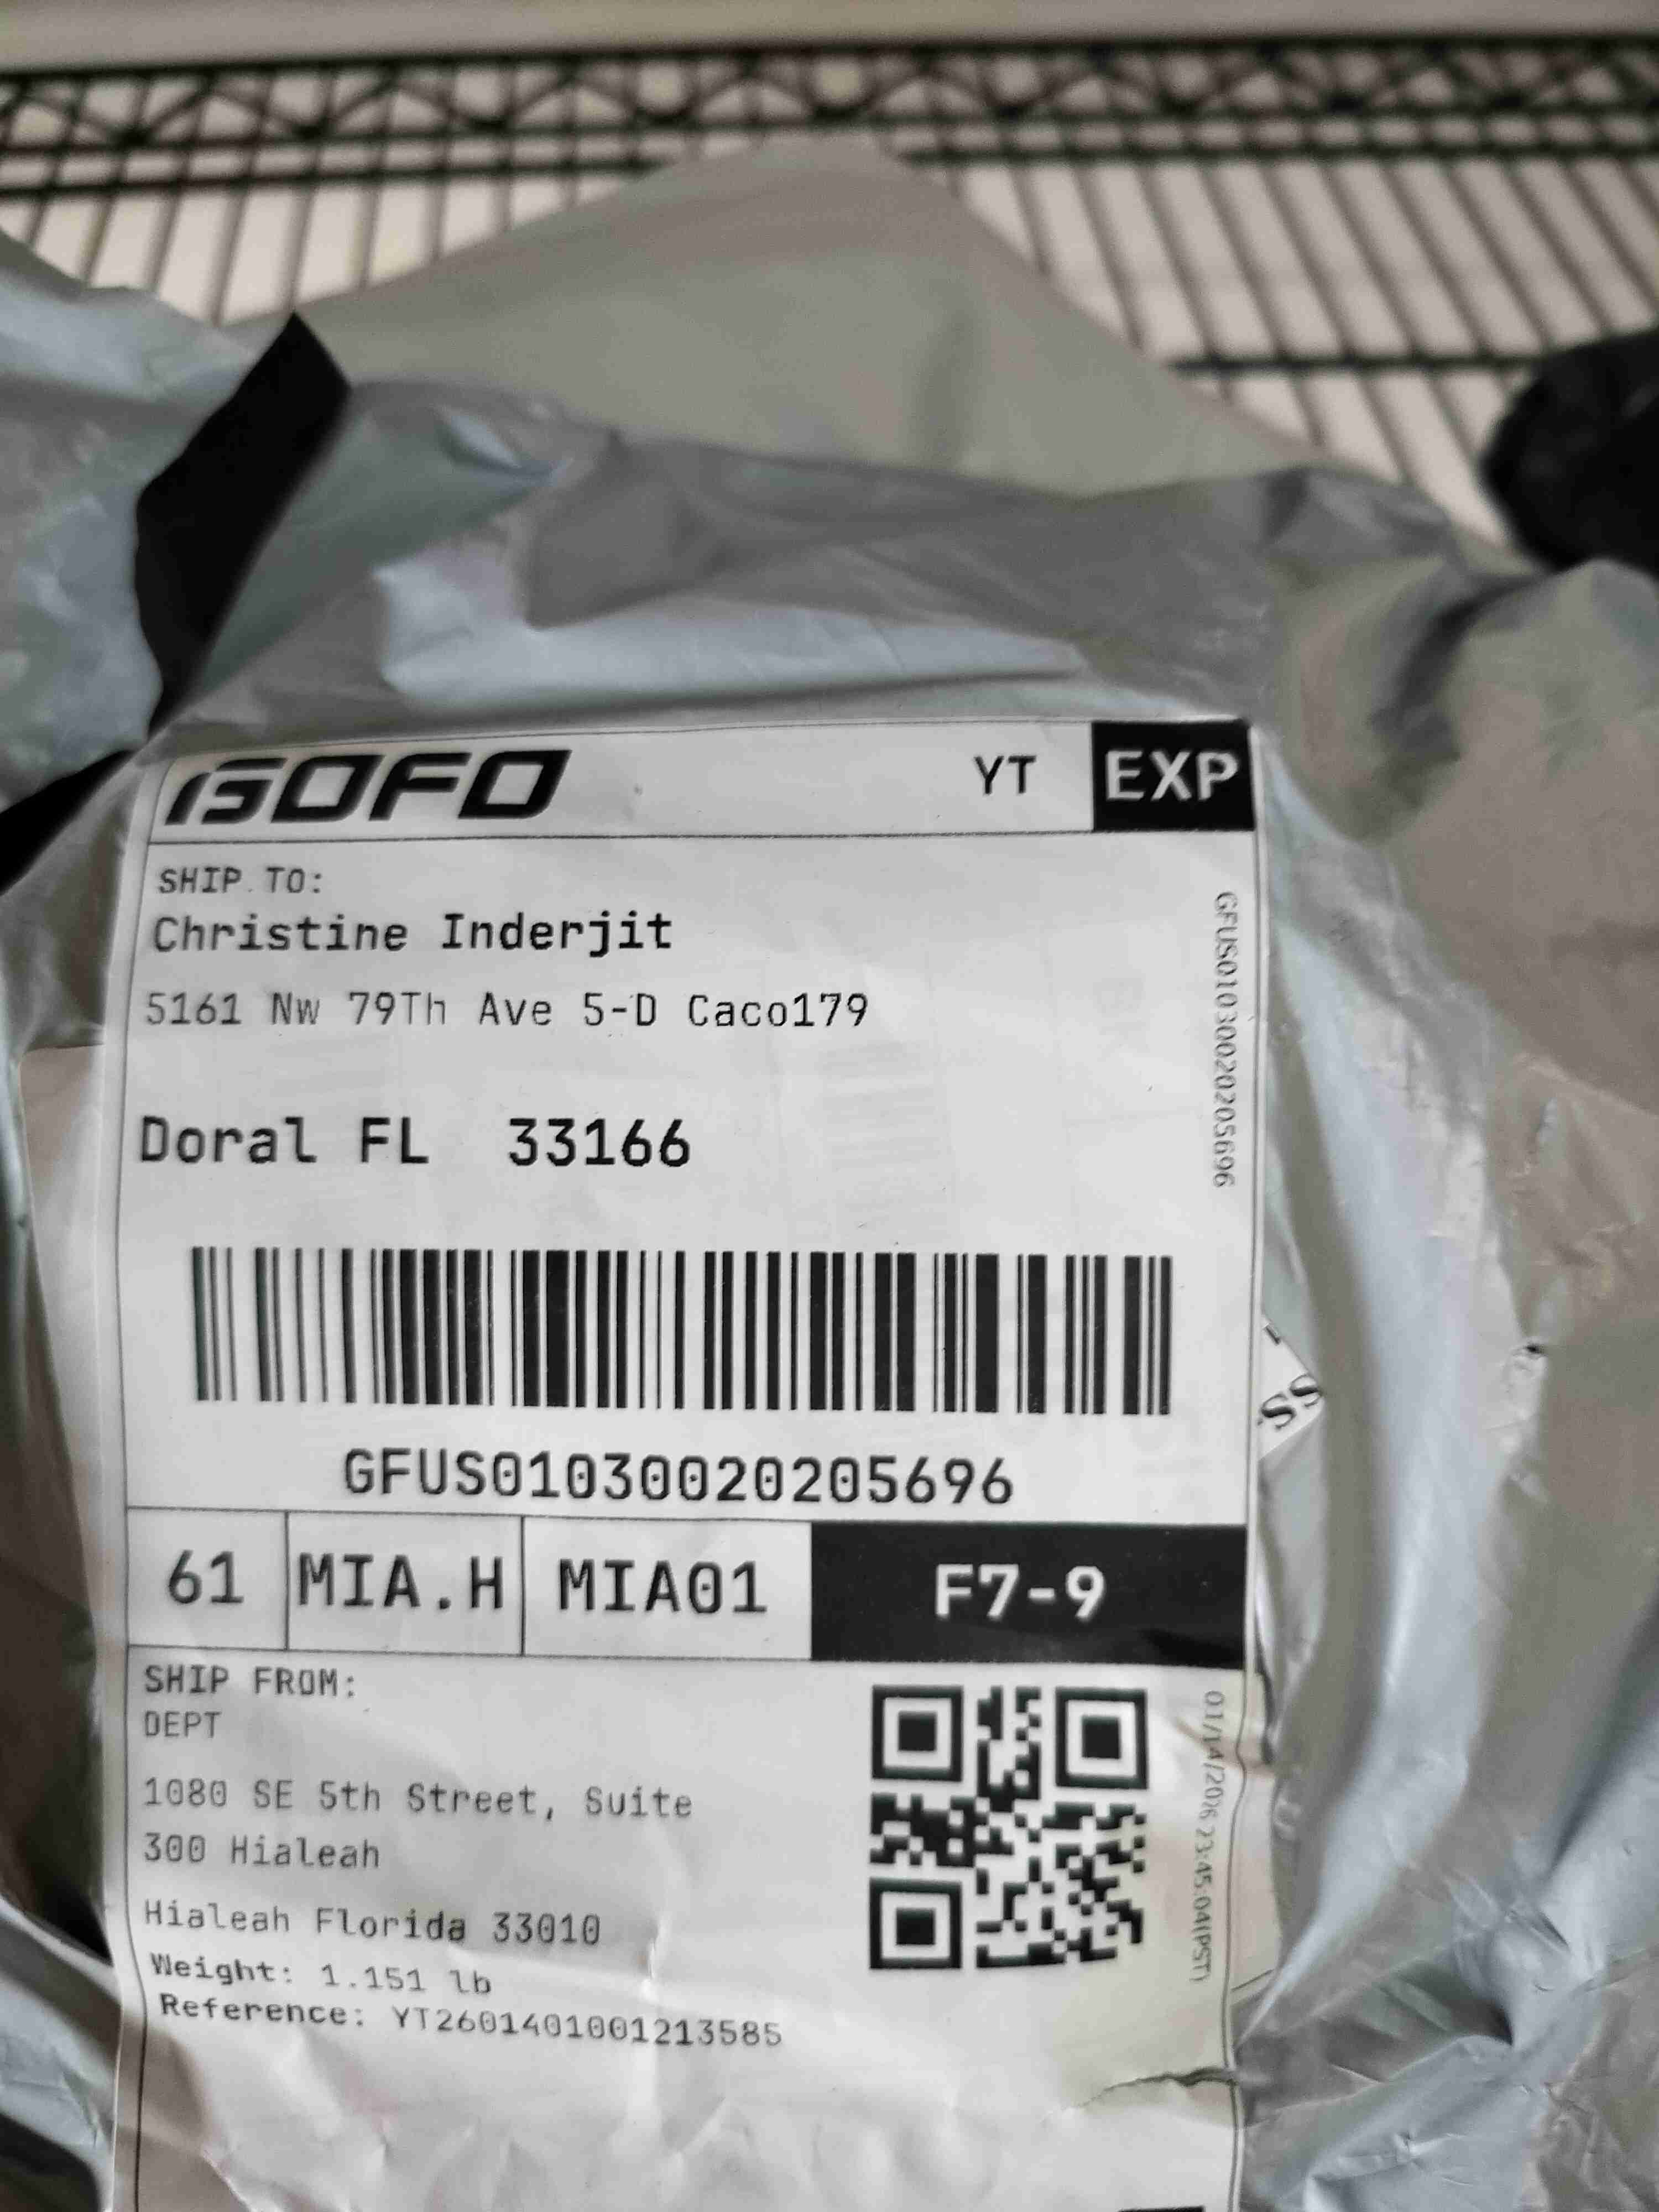 GOFO YT EXP
SHIP TO:
Christine Inderjit
5161 Nw 79Th Ave 5-D Caco179
Doral FL 33166
GFUS01030020205696
GFUS01030020205696
61 MIA.H MIA01 F7-9
SHIP FROM:
DEPT
1080 SE 5th Street, Suite
300 Hialeah
Hialeah Florida 33010
Weight: 1.151 lb
Reference: YT2601401001213585
01/14/2026 23:45:04(PST)